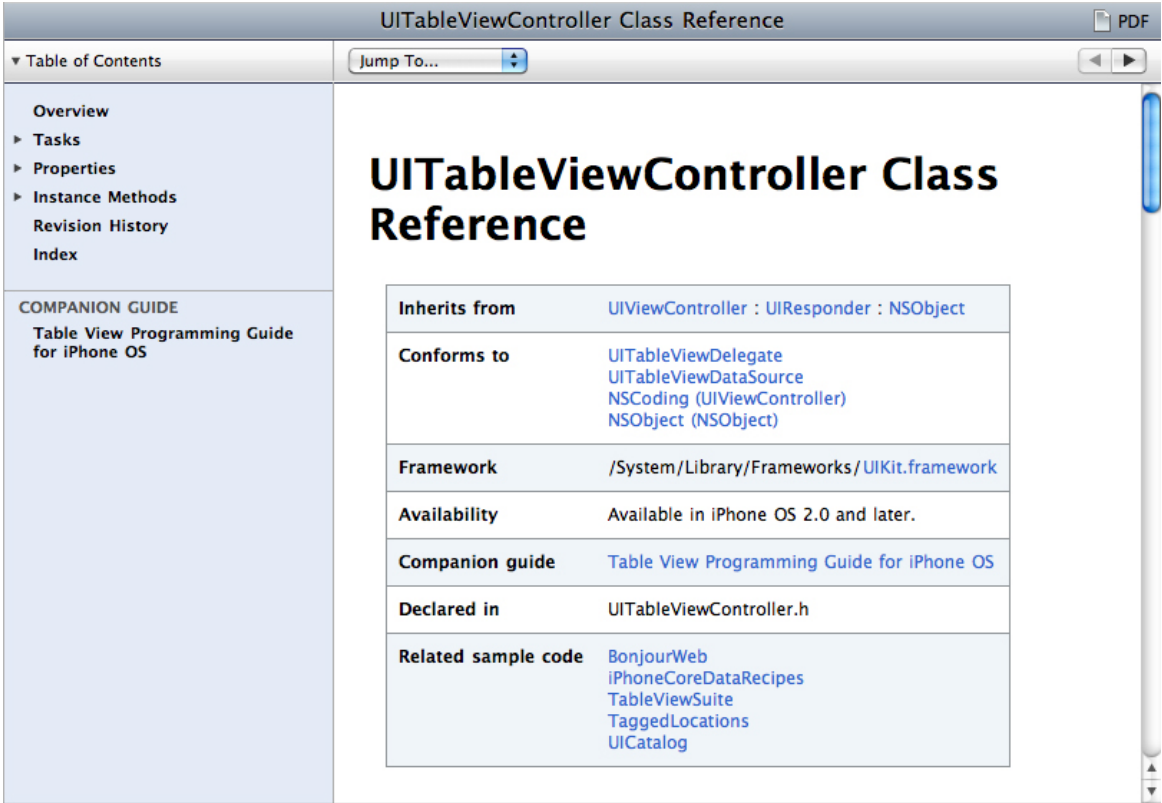 UITableViewController Class Reference
PDF
Table of Contents
Jump To...
Overview
Tasks
Properties
Instance Methods
Revision History
Index
COMPANION GUIDE
Table View Programming Guide
for iPhone OS
UITableViewController Class
Reference
Inherits from UIViewController : UIResponder : NSObject
Conforms to UITableViewDelegate
UITableViewDataSource
NSCoding (UIViewController)
NSObject (NSObject)
Framework /System/Library/Frameworks/UIKit.framework
Availability Available in iPhone OS 2.0 and later.
Companion guide Table View Programming Guide for iPhone OS
Declared in UITableViewController.h
Related sample code BonjourWeb
iPhoneCoreDataRecipes
TableViewSuite
TaggedLocations
UICatalog